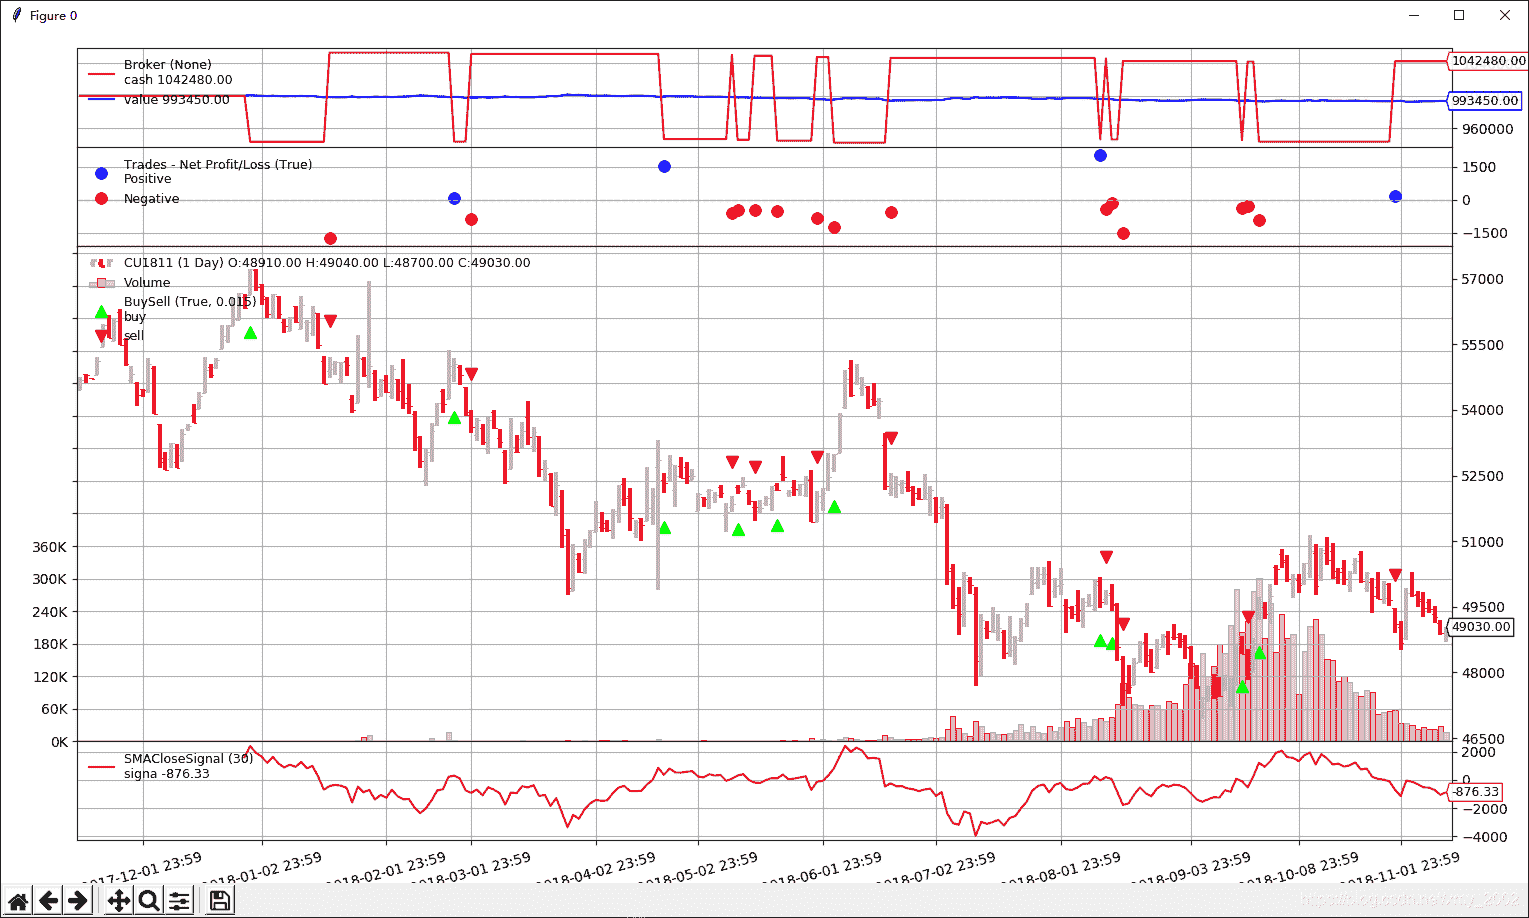 Figure 0
Broker (None)
cash 1042480.00
value 993450.00
1042480.00
993450.00
960000
Trades - Net Profit/Loss (True)
Positive
Negative
1500
0
−1500
CU1811 (1 Day) O:48910.00 H:49040.00 L:48700.00 C:49030.00
Volume
BuySell (True, 0.015)
buy
sell
57000
55500
54000
52500
51000
49500
49030.00
48000
46500
360K
300K
240K
180K
120K
60K
0K
SMACloseSignal (30)
signa -876.33
2000
0
-876.33
−2000
−4000
2017-12-01 23:59
2018-01-02 23:59
2018-02-01 23:59
2018-03-01 23:59
2018-04-02 23:59
2018-05-02 23:59
2018-06-01 23:59
2018-07-02 23:59
2018-08-01 23:59
2018-09-03 23:59
2018-10-08 23:59
2018-11-01 23:59